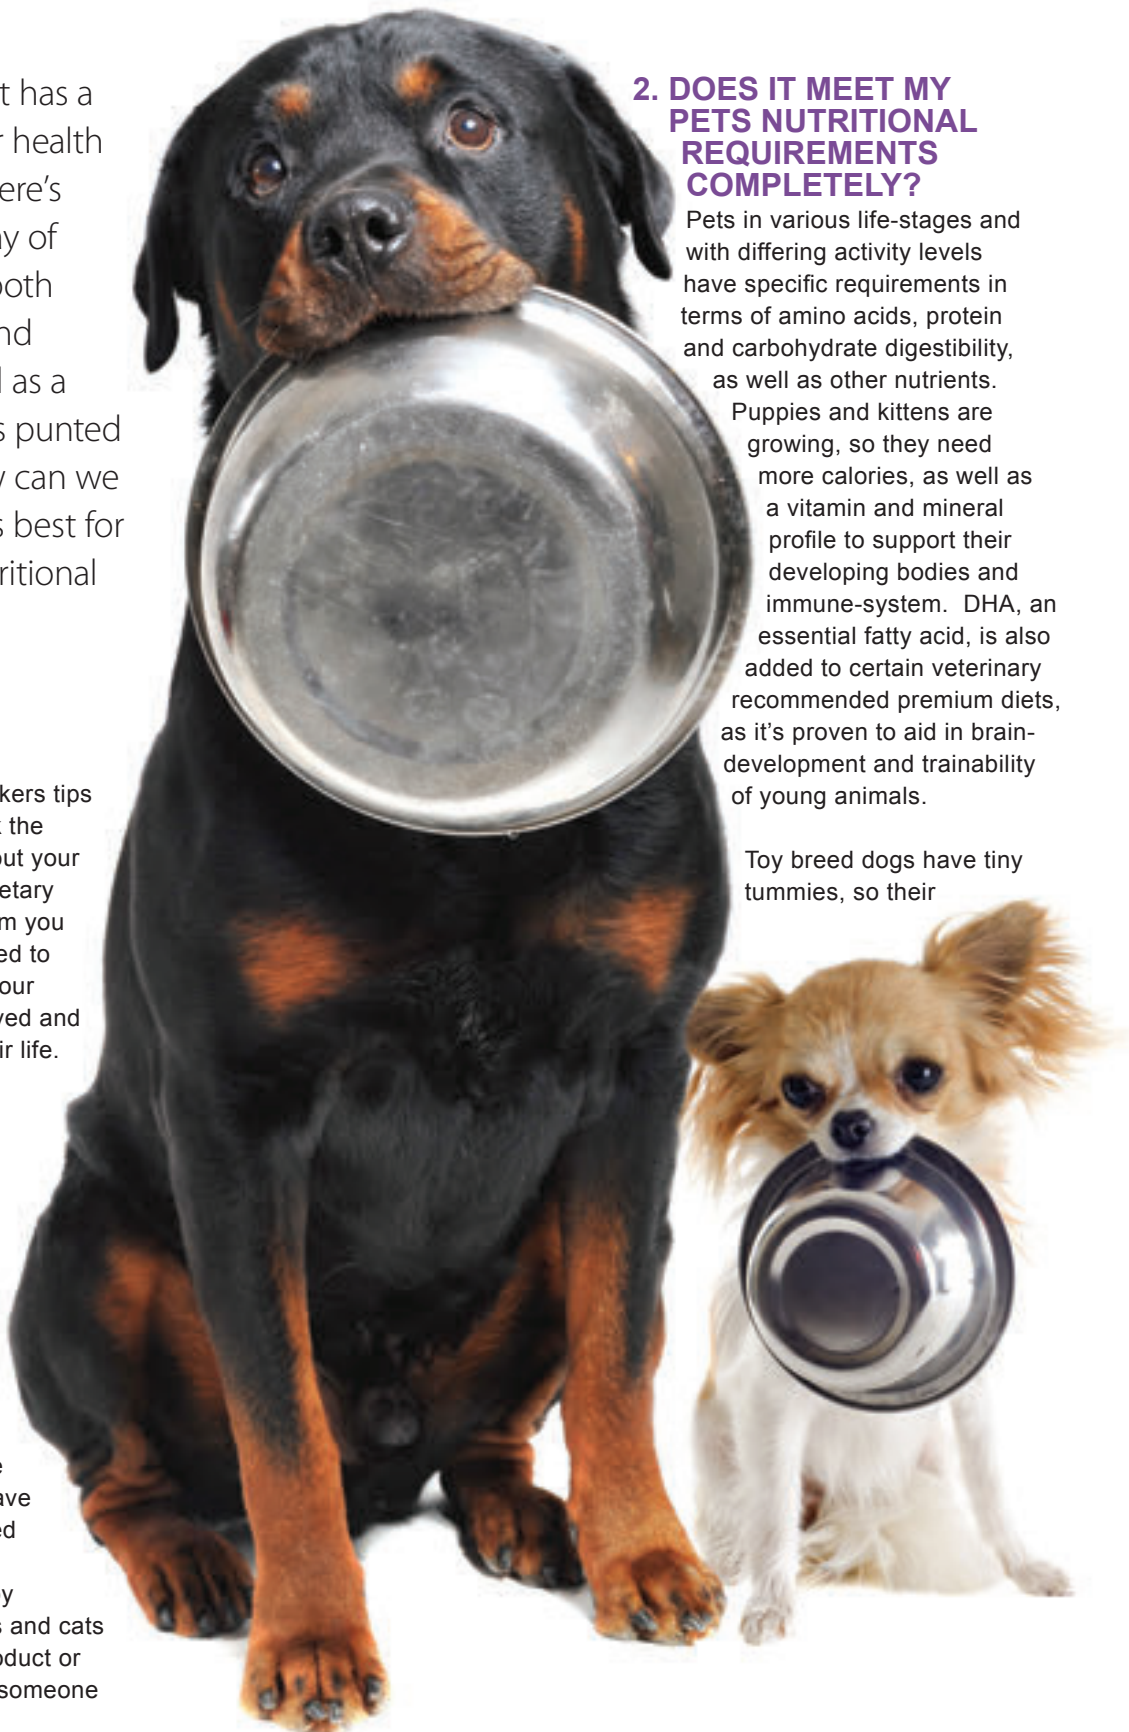 t has a
r health
ere's
ay of
both
nd
l as a
s punted
v can we
s best for
ritional
kers tips
k the
out your
etary
m you
ed to
our
ved and
ir life.
e
ave
ed
by
s and cats
oduct or
someone
2. DOES IT MEET MY
PETS NUTRITIONAL
REQUIREMENTS
COMPLETELY?
Pets in various life-stages and
with differing activity levels
have specific requirements in
terms of amino acids, protein
and carbohydrate digestibility,
as well as other nutrients.
Puppies and kittens are
growing, so they need
more calories, as well as
a vitamin and mineral
profile to support their
developing bodies and
immune-system.  DHA, an
essential fatty acid, is also
added to certain veterinary
recommended premium diets,
as it's proven to aid in brain-
development and trainability
of young animals.
Toy breed dogs have tiny
tummies, so their